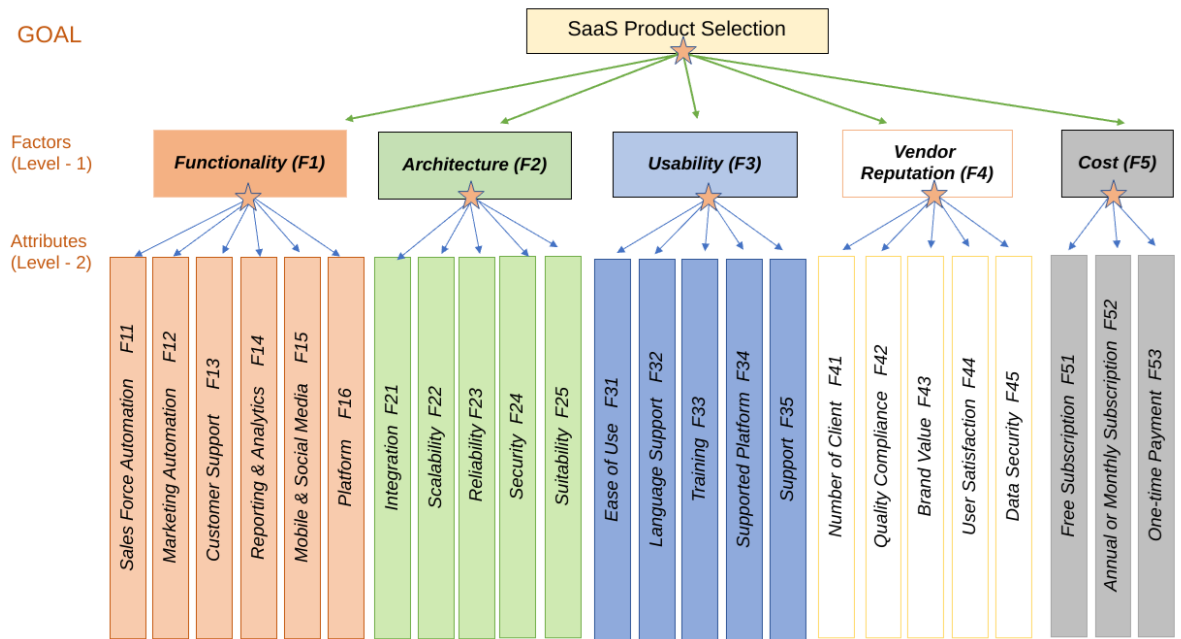 GOAL
SaaS Product Selection
Factors
(Level - 1)
Functionality (F1)
Architecture (F2)
Usability (F3)
Vendor
Reputation (F4)
Cost (F5)
Attributes
(Level - 2)
Sales Force Automation F11
Marketing Automation F12
Customer Support F13
Reporting & Analytics F14
Mobile & Social Media F15
Platform F16
Integration F21
Scalability F22
Reliability F23
Security F24
Suitability F25
Ease of Use F31
Language Support F32
Training F33
Supported Platform F34
Support F35
Number of Client F41
Quality Compliance F42
Brand Value F43
User Satisfaction F44
Data Security F45
Free Subscription F51
Annual or Monthly Subscription F52
One-time Payment F53